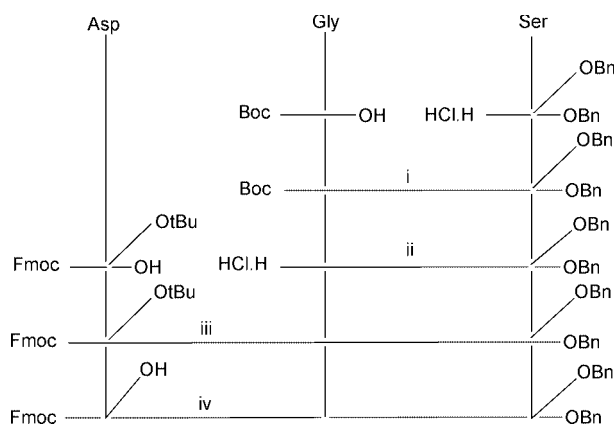 Asp Gly Ser
OBn
Boc OH HCl.H OBn
OBn
Boc i OBn
OtBu OBn
Fmoc OH HCl.H ii OBn
OtBu OBn
Fmoc iii OBn
OH OBn
Fmoc iv OBn